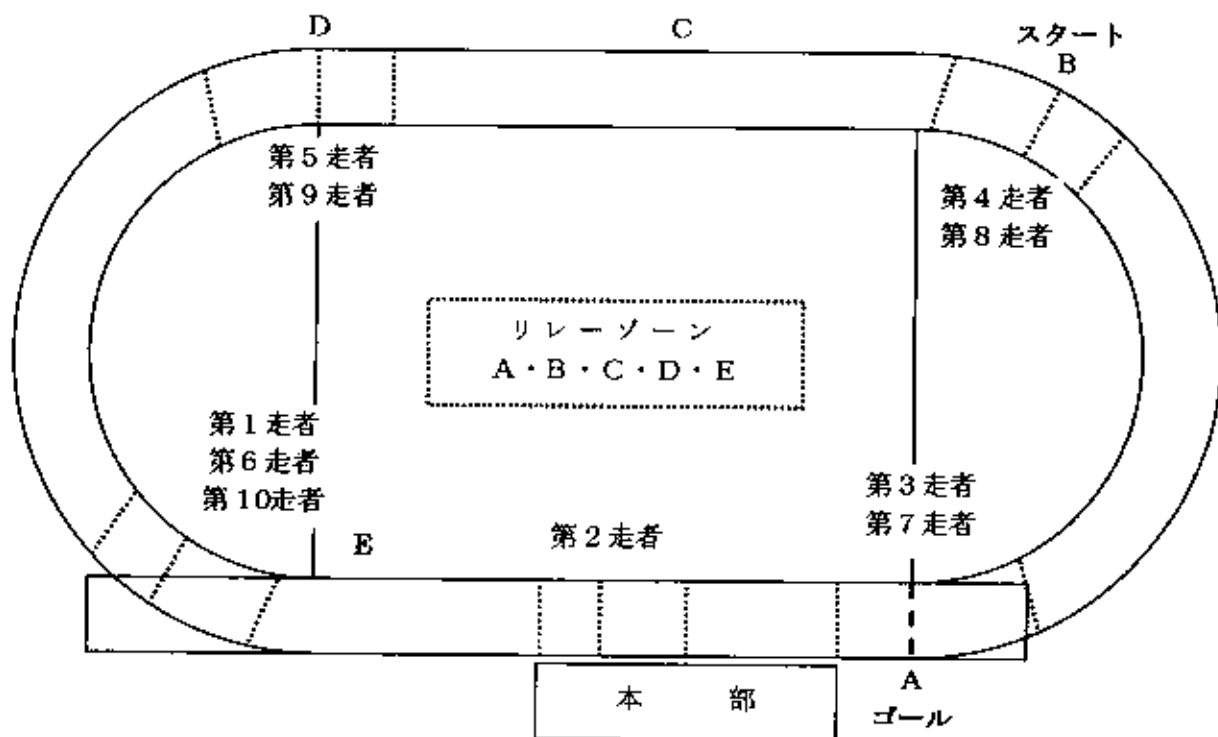 D
C
スタート
B
第5走者
第9走者
第4走者
第8走者
リレーゾーン
A・B・C・D・E
第1走者
第6走者
第10走者
第3走者
第7走者
E
第2走者
本部
A
ゴール